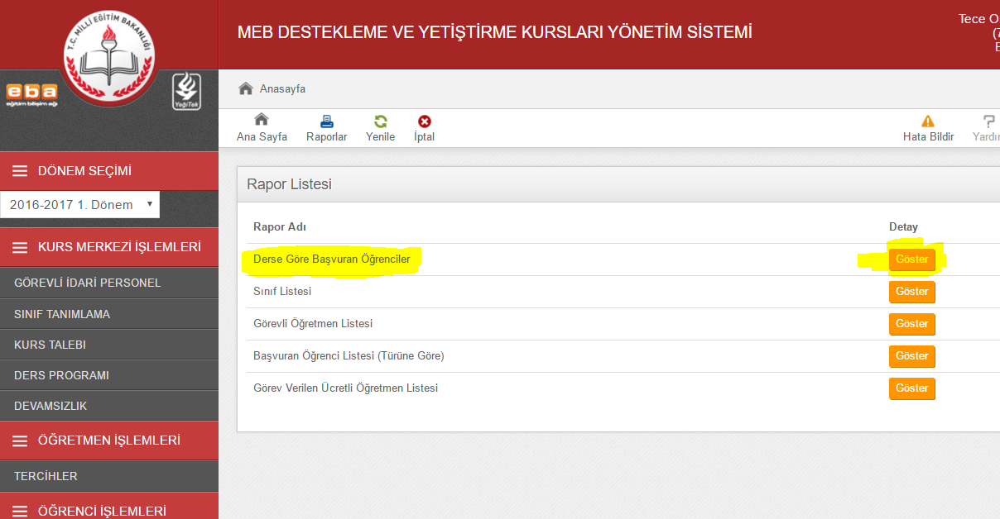 T.C. MİLLİ EĞİTİM BAKANLIĞI
eba
eğitim bilişim ağı
YeğiTek
MEB DESTEKLEME VE YETİŞTİRME KURSLARI YÖNETİM SİSTEMİ
Tece O
(7
Anasayfa
Ana Sayfa Raporlar Yenile İptal Hata Bildir Yardı
DÖNEM SEÇİMİ
2016-2017 1. Dönem
KURS MERKEZİ İŞLEMLERİ
GÖREVLİ İDARİ PERSONEL
SINIF TANIMLAMA
KURS TALEBI
DERS PROGRAMI
DEVAMSIZLIK
ÖĞRETMEN İŞLEMLERİ
TERCİHLER
ÖĞRENCİ İŞLEMLERİ
Rapor Listesi
Rapor Adı Detay
Derse Göre Başvuran Öğrenciler Göster
Sınıf Listesi Göster
Görevli Öğretmen Listesi Göster
Başvuran Öğrenci Listesi (Türüne Göre) Göster
Görev Verilen Ücretli Öğretmen Listesi Göster